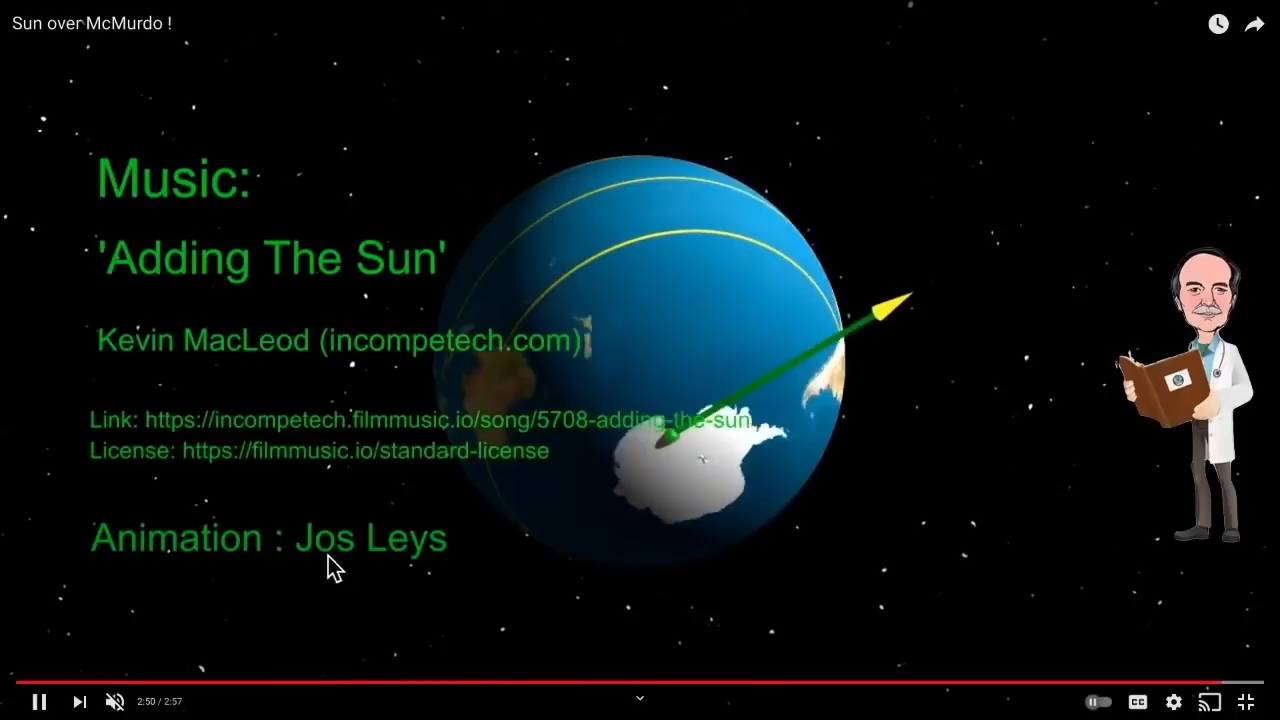 Sun over McMurdo !
Music:
'Adding The Sun'
Kevin MacLeod (incompetech.com)
Link: https://incompetech.filmmusic.io/song/5708-adding-the-sun
License: https://filmmusic.io/standard-license
Animation : Jos Leys
2:50 / 2:57
CC